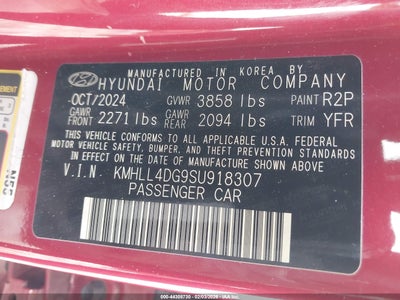 MANUFACTURED IN KOREA BY
HYUNDAI MOTOR COMPANY
OCT/2024 GVWR 3858 lbs PAINT R2P
GAWR FRONT 2271 lbs GAWR REAR 2094 lbs TRIM YFR
THIS VEHICLE CONFORMS TO ALL APPLICABLE U.S.A. FEDERAL
MOTOR VEHICLE SAFETY, BUMPER, AND THEFT PREVENTION
STANDARDS IN EFFECT ON THE DATE OF MANUFACTURE SHOWN ABOVE.
V.I.N. KMHLL4DG9SU918307
PASSENGER CAR
N55